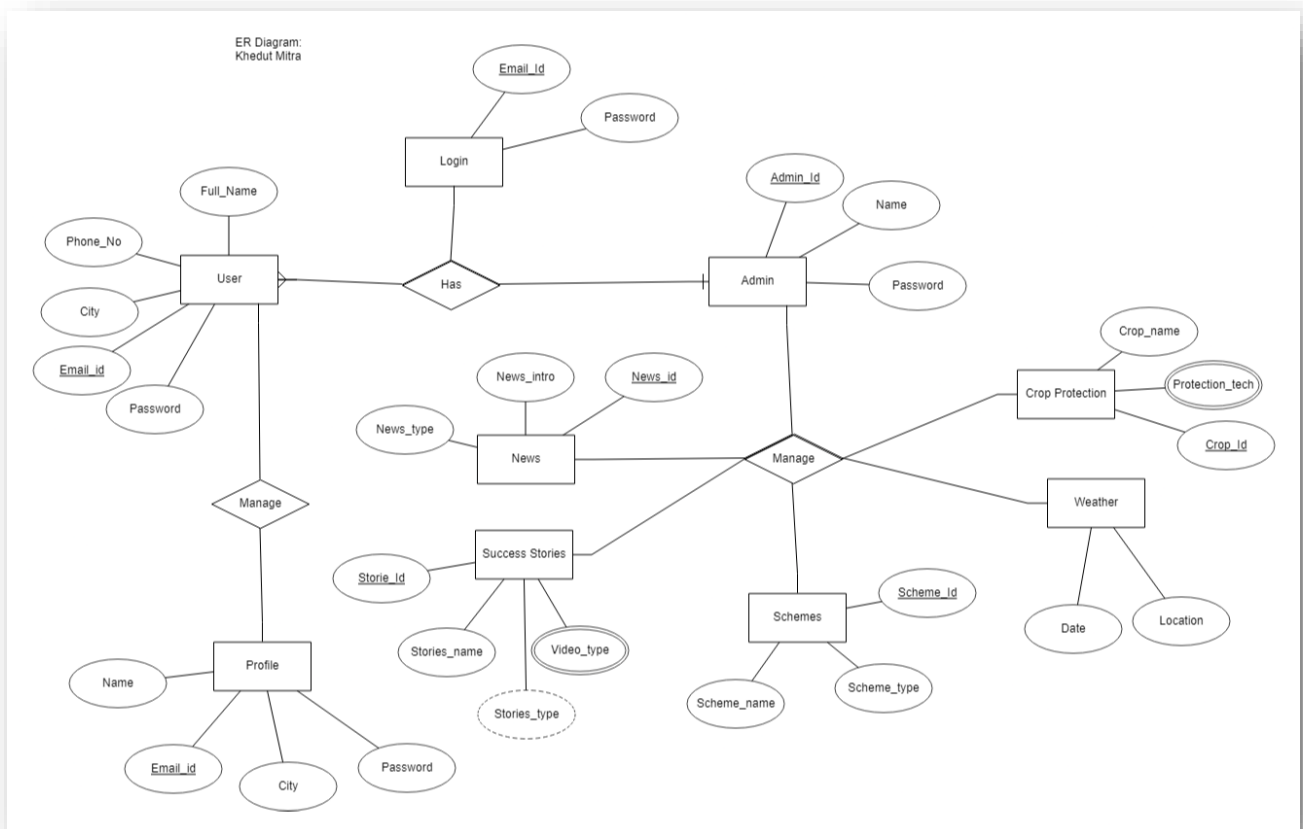 ER Diagram:
Khedut Mitra
Email_Id
Password
Login
Admin_Id
Full_Name
Name
Phone_No
User
Has
Admin
Password
City
Crop_name
Email_id
News_intro
News_id
Protection_tech
Crop Protection
Password
News_type
Crop_Id
News
Manage
Manage
Weather
Success Stories
Storie_Id
Scheme_Id
Schemes
Date
Location
Stories_name
Video_type
Profile
Name
Scheme_name
Scheme_type
Stories_type
Email_id
City
Password